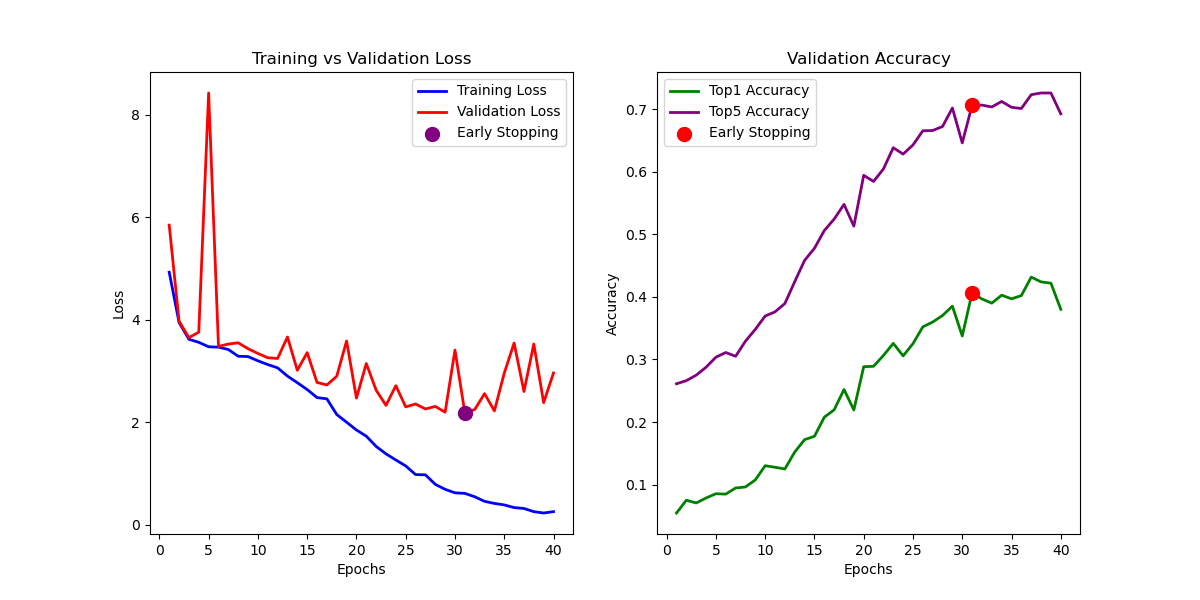 Training vs Validation Loss
Training Loss
Validation Loss
Early Stopping
Loss
8
6
4
2
0
0 5 10 15 20 25 30 35 40
Epochs
Validation Accuracy
Top1 Accuracy
Top5 Accuracy
Early Stopping
Accuracy
0.7
0.6
0.5
0.4
0.3
0.2
0.1
0 5 10 15 20 25 30 35 40
Epochs